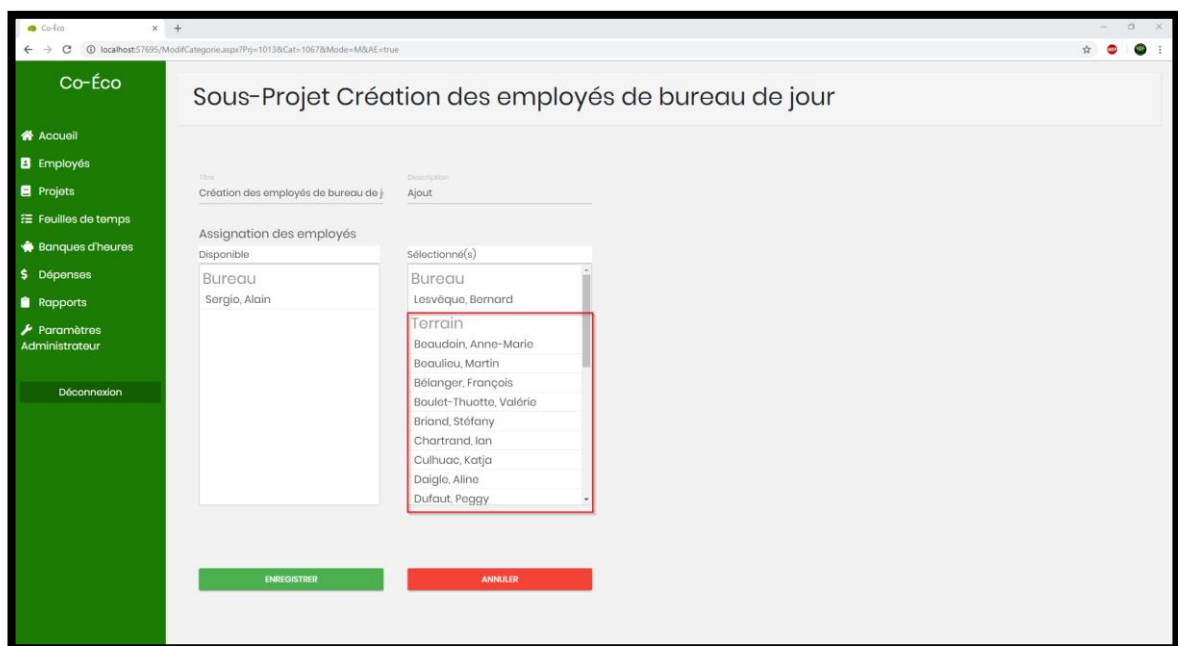 Co-Éco
localhost:57695/ModifCategorie.aspx?Prj=1013&Cat=1067&Mode=M&AE=true
Co-Éco
Accueil
Employés
Projets
Feuilles de temps
Banques d'heures
Dépenses
Rapports
Paramètres
Administrateur
Déconnexion
Sous-Projet Création des employés de bureau de jour
Titre
Création des employés de bureau de j
Description
Ajout
Assignation des employés
Disponible
Bureau
Sergio, Alain
Sélectionné(s)
Bureau
Lesvêque, Bernard
Terrain
Beaudoin, Anne-Marie
Beaulieu, Martin
Bélanger, François
Boulet-Thuotte, Valérie
Briand, Stéfany
Chartrand, Ian
Culhuac, Katja
Daigle, Aline
Dufaut, Peggy
ENREGISTRER
ANNULER